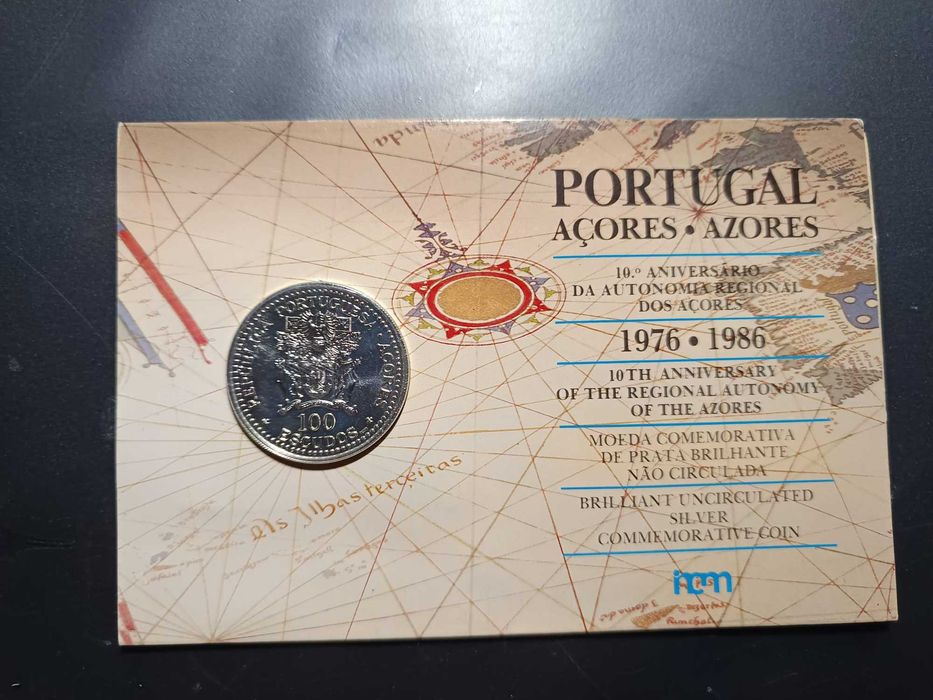 REPÚBLICA PORTUGUESA AÇORES
100
ESCUDOS
As Ilhas terceitas
PORTUGAL
AÇORES • AZORES
10.º ANIVERSÁRIO
DA AUTONOMIA REGIONAL
DOS AÇORES
1976 • 1986
10TH ANNIVERSARY
OF THE REGIONAL AUTONOMY
OF THE AZORES
MOEDA COMEMORATIVA
DE PRATA BRILHANTE
NÃO CIRCULADA
BRILLIANT UNCIRCULATED
SILVER
COMMEMORATIVE COIN
incm